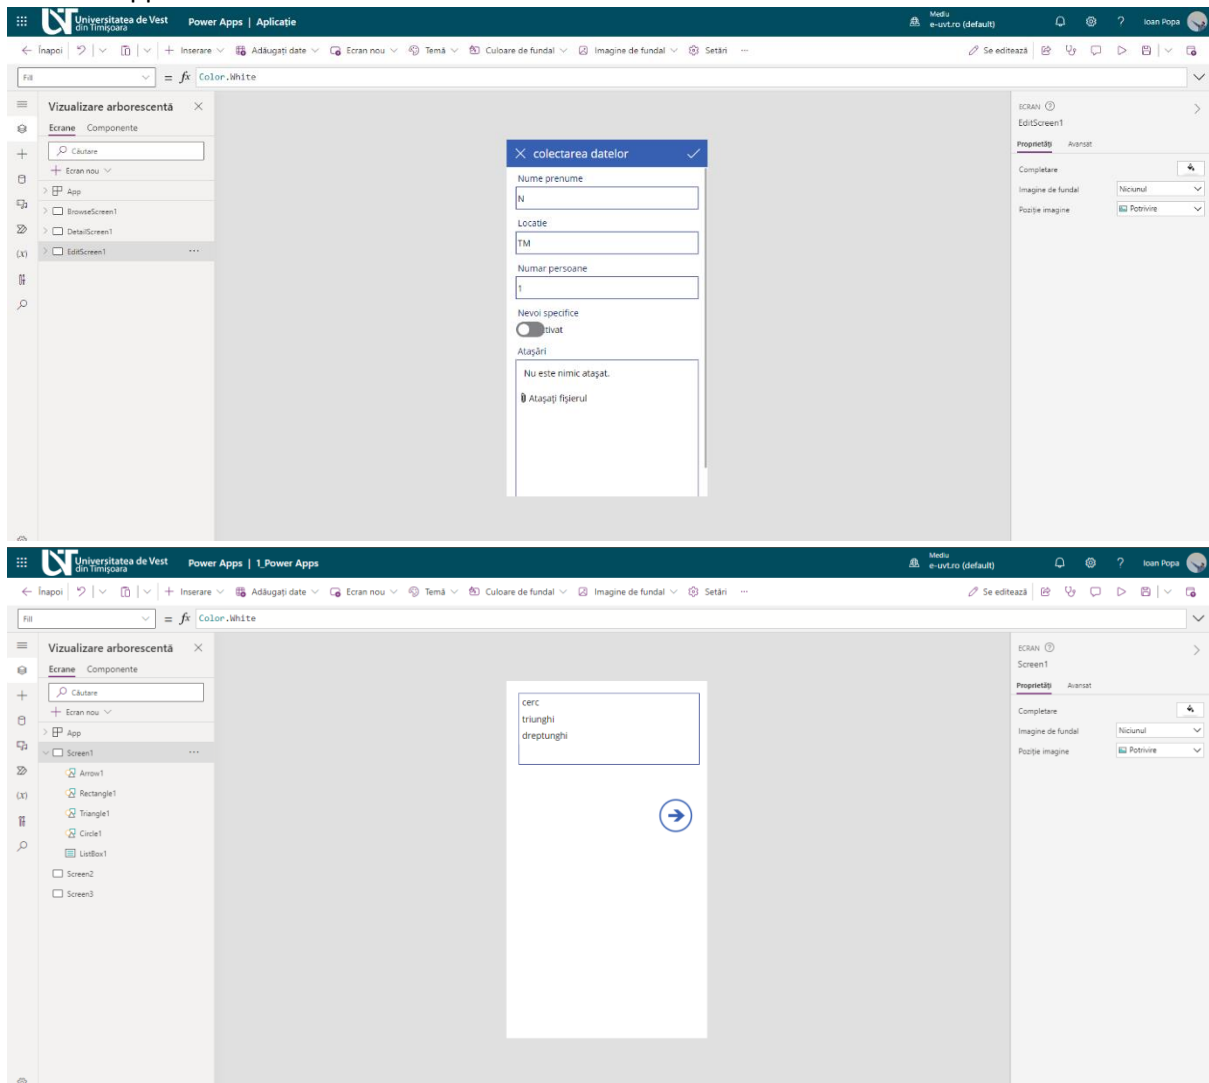 Universitatea de Vest
din Timișoara
Power Apps | Aplicație
Mediu
e-uvt.ro (default)
?
Ioan Popa
Înapoi
Inserare
Adăugați date
Ecran nou
Temă
Culoare de fundal
Imagine de fundal
Setări
...
Se editează
Fill
= fx Color.White
Vizualizare arborescentă
Ecrane Componente
Căutare
Ecran nou
App
BrowseScreen1
DetailScreen1
EditScreen1 ...
colectarea datelor
Nume prenume
N
Locatie
TM
Numar persoane
1
Nevoi specifice
tivat
Atașări
Nu este nimic atașat.
Atașați fișierul
ECRAN ?
EditScreen1
Proprietăți Avansat
Completare
Imagine de fundal Niciunul
Poziție imagine Potrivire
Universitatea de Vest
din Timișoara
Power Apps | 1_Power Apps
Mediu
e-uvt.ro (default)
?
Ioan Popa
Înapoi
Inserare
Adăugați date
Ecran nou
Temă
Culoare de fundal
Imagine de fundal
Setări
...
Se editează
Fill
= fx Color.White
Vizualizare arborescentă
Ecrane Componente
Căutare
Ecran nou
App
Screen1 ...
Arrow1
Rectangle1
Triangle1
Circle1
ListBox1
Screen2
Screen3
cerc
triunghi
dreptunghi
ECRAN ?
Screen1
Proprietăți Avansat
Completare
Imagine de fundal Niciunul
Poziție imagine Potrivire